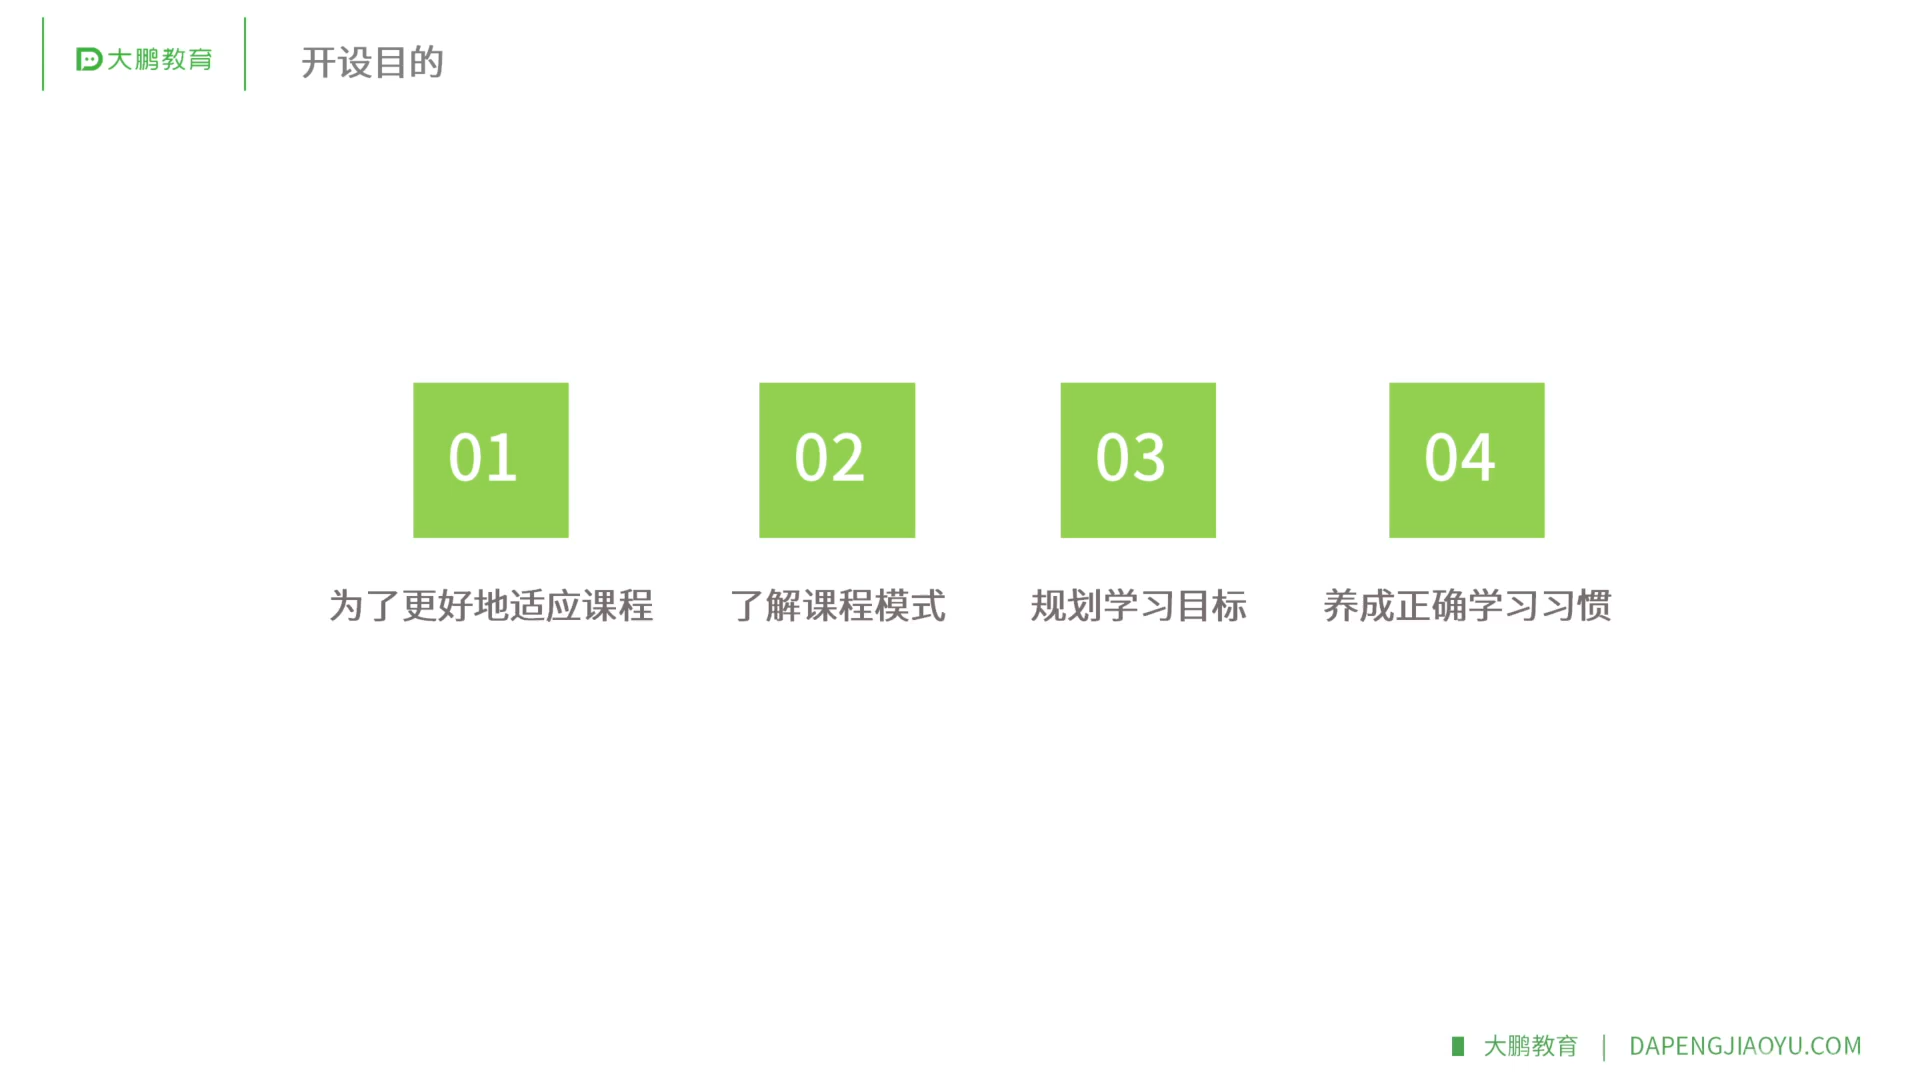 大鹏教育
开设目的
01
02
03
04
为了更好地适应课程
了解课程模式
规划学习目标
养成正确学习习惯
大鹏教育 | DAPENGJIAOYU.COM